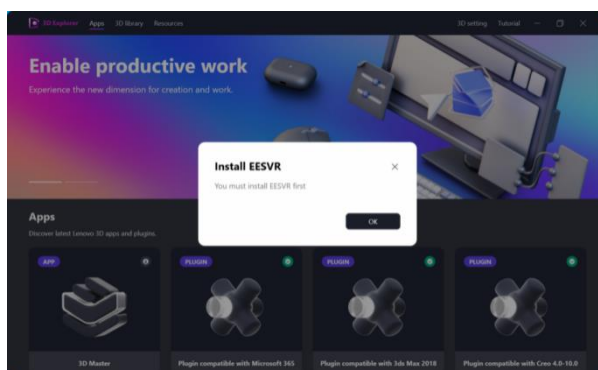 3D Explorer Apps 3D library Resources 3D setting Tutorial
Enable productive work
Experience the new dimension for creation and work.
Install EESVR
You must install EESVR first
OK
Apps
Discover latest Lenovo 3D apps and plugins.
APP PLUGIN PLUGIN PLUGIN
3D Master Plugin compatible with Microsoft 365 Plugin compatible with 3ds Max 2018 Plugin compatible with Creo 4.0-10.0